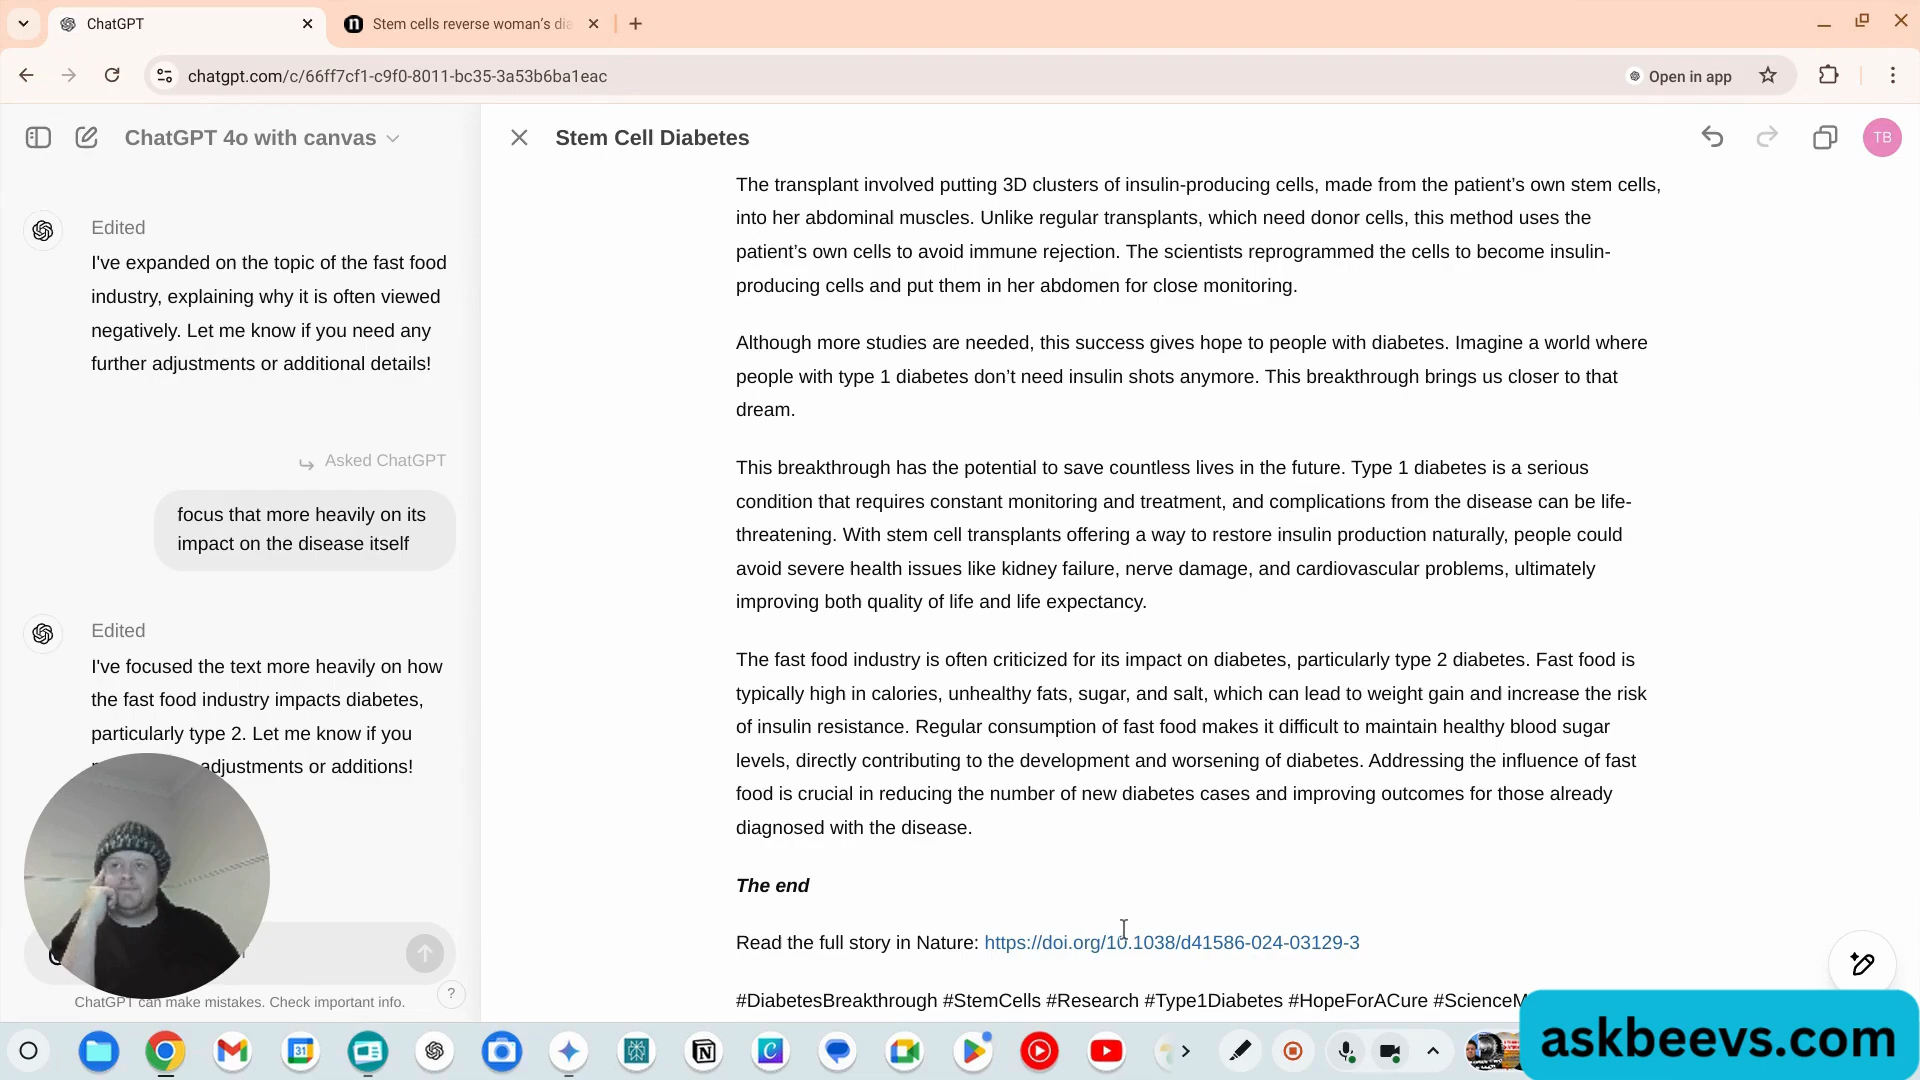 ChatGPT
Stem cells reverse woman's dia
chatgpt.com/c/66ff7cf1-c9f0-8011-bc35-3a53b6ba1eac
Open in app
ChatGPT 4o with canvas
Stem Cell Diabetes
TB
Edited
I've expanded on the topic of the fast food
industry, explaining why it is often viewed
negatively. Let me know if you need any
further adjustments or additional details!
Asked ChatGPT
focus that more heavily on its
impact on the disease itself
Edited
I've focused the text more heavily on how
the fast food industry impacts diabetes,
particularly type 2. Let me know if you
adjustments or additions!
ChatGPT can make mistakes. Check important info.
?
The transplant involved putting 3D clusters of insulin-producing cells, made from the patient's own stem cells,
into her abdominal muscles. Unlike regular transplants, which need donor cells, this method uses the
patient's own cells to avoid immune rejection. The scientists reprogrammed the cells to become insulin-
producing cells and put them in her abdomen for close monitoring.
Although more studies are needed, this success gives hope to people with diabetes. Imagine a world where
people with type 1 diabetes don't need insulin shots anymore. This breakthrough brings us closer to that
dream.
This breakthrough has the potential to save countless lives in the future. Type 1 diabetes is a serious
condition that requires constant monitoring and treatment, and complications from the disease can be life-
threatening. With stem cell transplants offering a way to restore insulin production naturally, people could
avoid severe health issues like kidney failure, nerve damage, and cardiovascular problems, ultimately
improving both quality of life and life expectancy.
The fast food industry is often criticized for its impact on diabetes, particularly type 2 diabetes. Fast food is
typically high in calories, unhealthy fats, sugar, and salt, which can lead to weight gain and increase the risk
of insulin resistance. Regular consumption of fast food makes it difficult to maintain healthy blood sugar
levels, directly contributing to the development and worsening of diabetes. Addressing the influence of fast
food is crucial in reducing the number of new diabetes cases and improving outcomes for those already
diagnosed with the disease.
The end
Read the full story in Nature: https://doi.org/10.1038/d41586-024-03129-3
#DiabetesBreakthrough #StemCells #Research #Type1Diabetes #HopeForACure #ScienceM
askbeevs.com